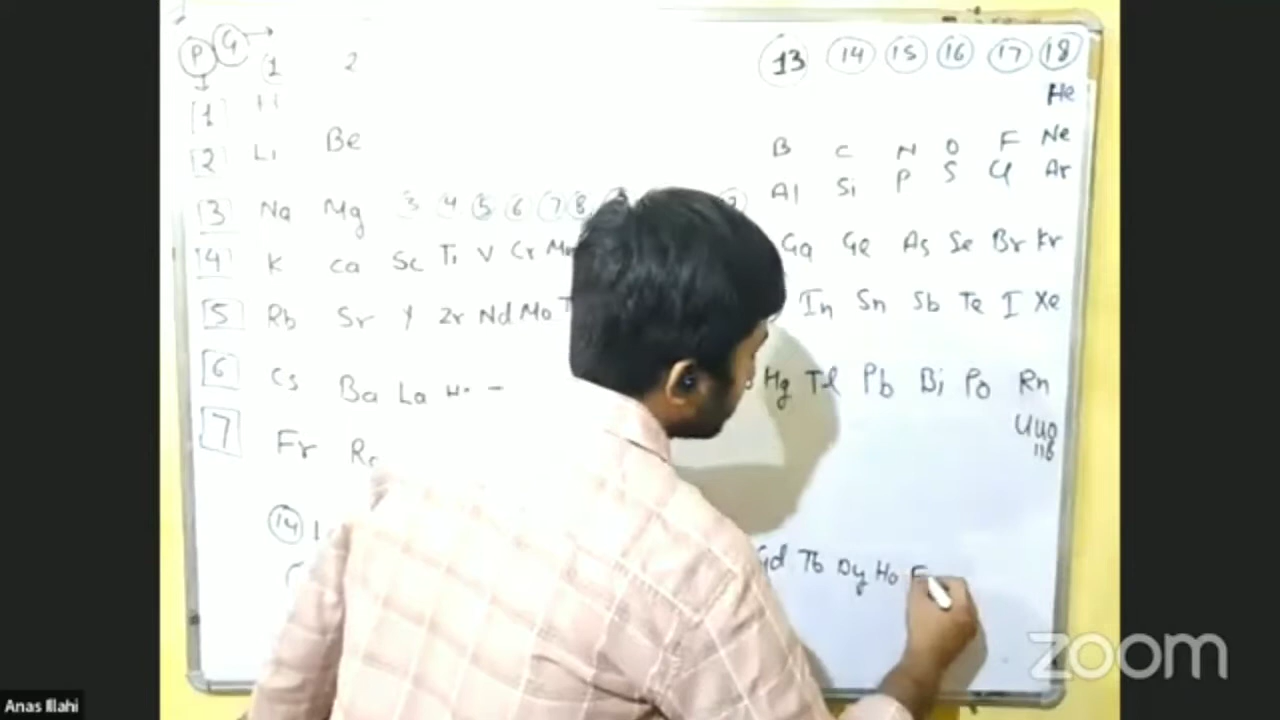 P G
1 2 13 14 15 16 17 18
1 H He
2 Li Be B C N O F Ne
3 Na Mg 3 4 5 6 7 8 Al Si P S Cl Ar
4 K Ca Sc Ti V Cr Mn Ga Ge As Se Br Kr
5 Rb Sr Y Zr Nd Mo T In Sn Sb Te I Xe
6 Cs Ba La Hg Tl Pb Bi Po Rn
7 Fr Uuo
116
14 Gd Tb Dy Ho
zoom
Anas Illahi